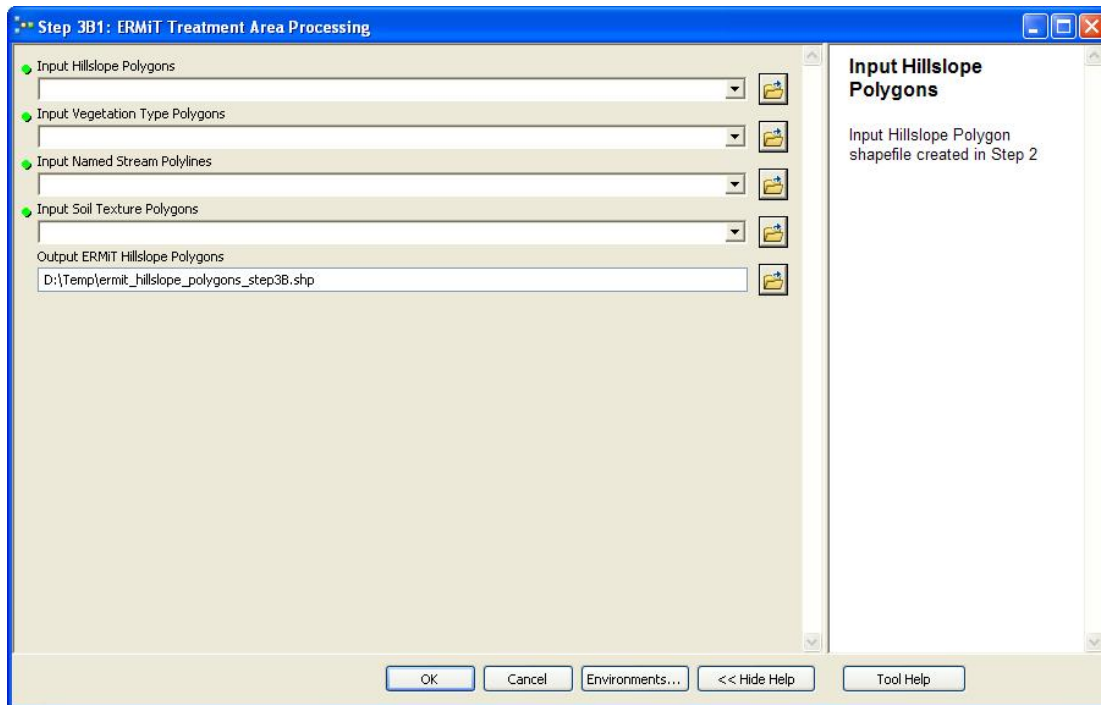 Step 3B1: ERMiT Treatment Area Processing
Input Hillslope Polygons
Input Vegetation Type Polygons
Input Named Stream Polylines
Input Soil Texture Polygons
Output ERMiT Hillslope Polygons
D:\Temp\ermit_hillslope_polygons_step3B.shp
Input Hillslope
Polygons
Input Hillslope Polygon
shapefile created in Step 2
OK Cancel Environments... << Hide Help Tool Help